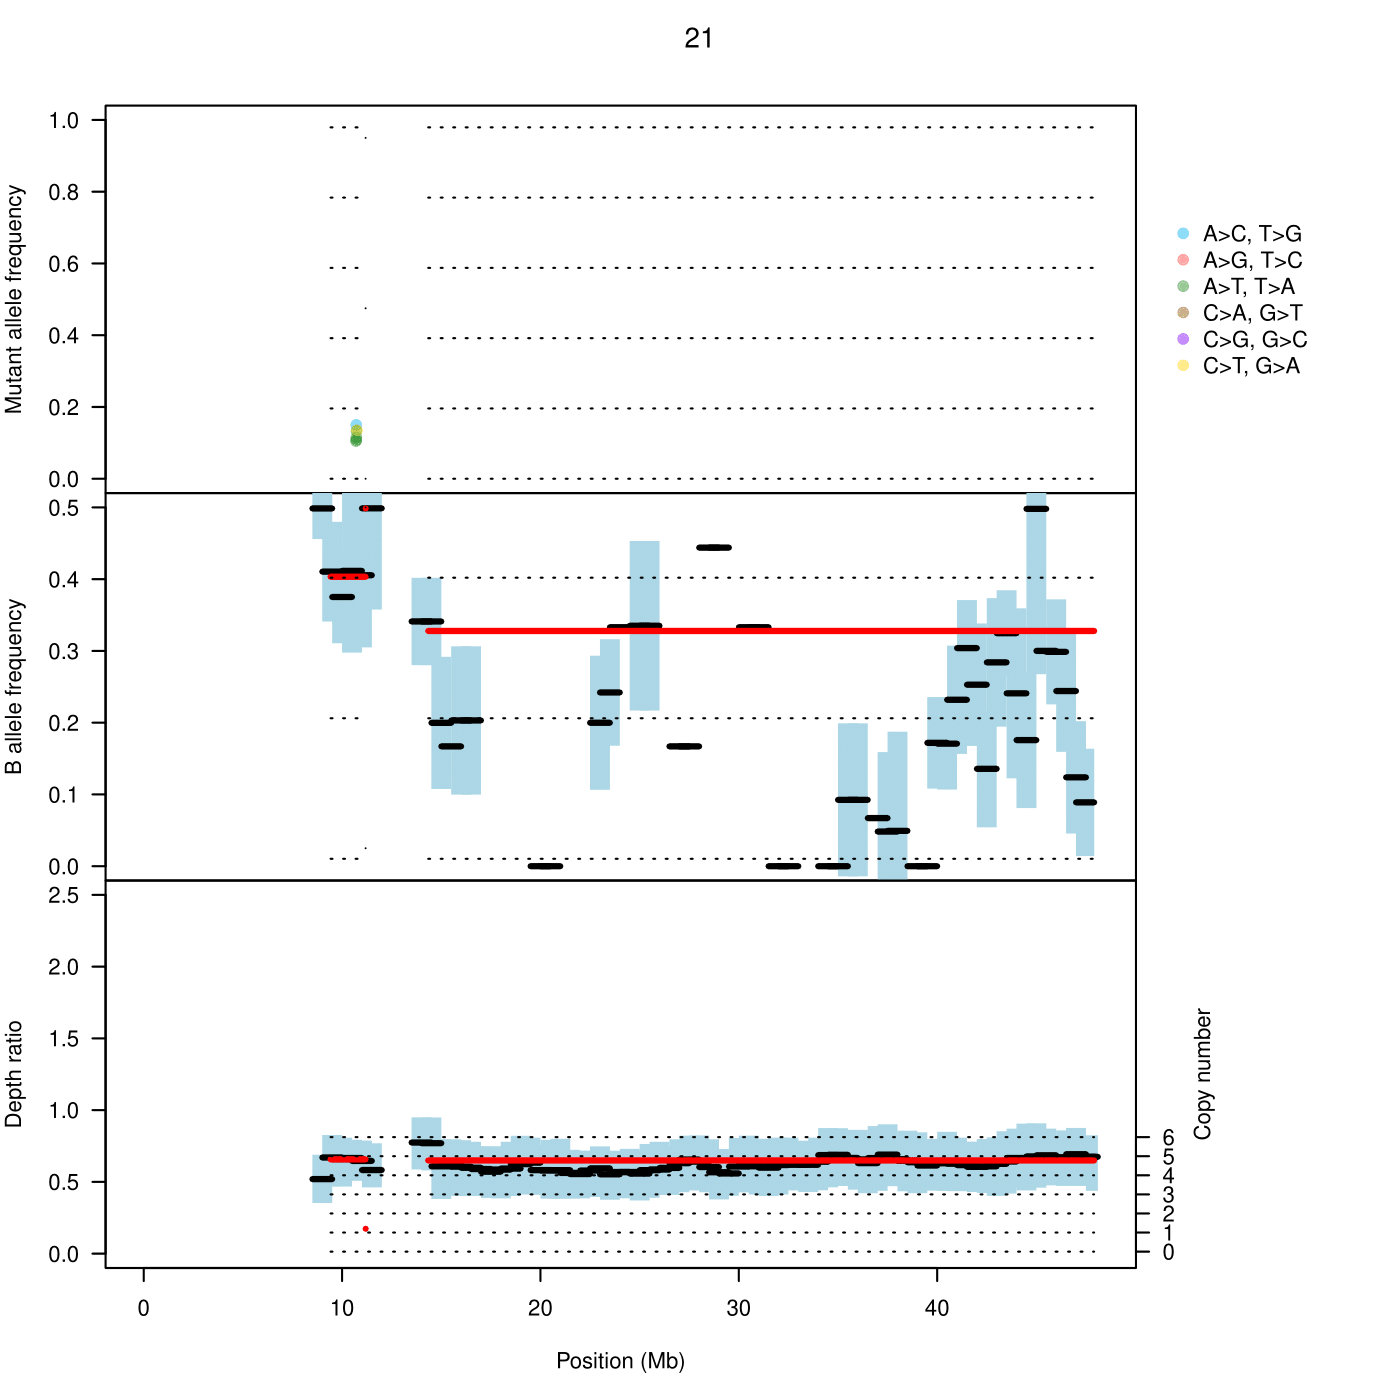 21
Mutant allele frequency
1.0
0.8
0.6
0.4
0.2
0.0
A>C, T>G
A>G, T>C
A>T, T>A
C>A, G>T
C>G, G>C
C>T, G>A
B allele frequency
0.5
0.4
0.3
0.2
0.1
0.0
Depth ratio
2.5
2.0
1.5
1.0
0.5
0.0
Copy number
6
5
4
3
2
1
0
0 10 20 30 40
Position (Mb)